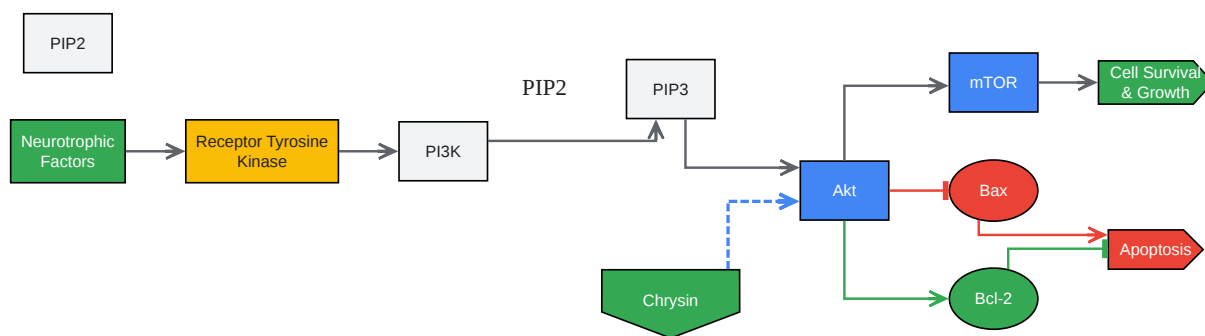 PIP2
Neurotrophic
Factors
Receptor Tyrosine
Kinase
PI3K
PIP2
PIP3
Chrysin
Akt
mTOR
Cell Survival
& Growth
Bax
Apoptosis
Bcl-2